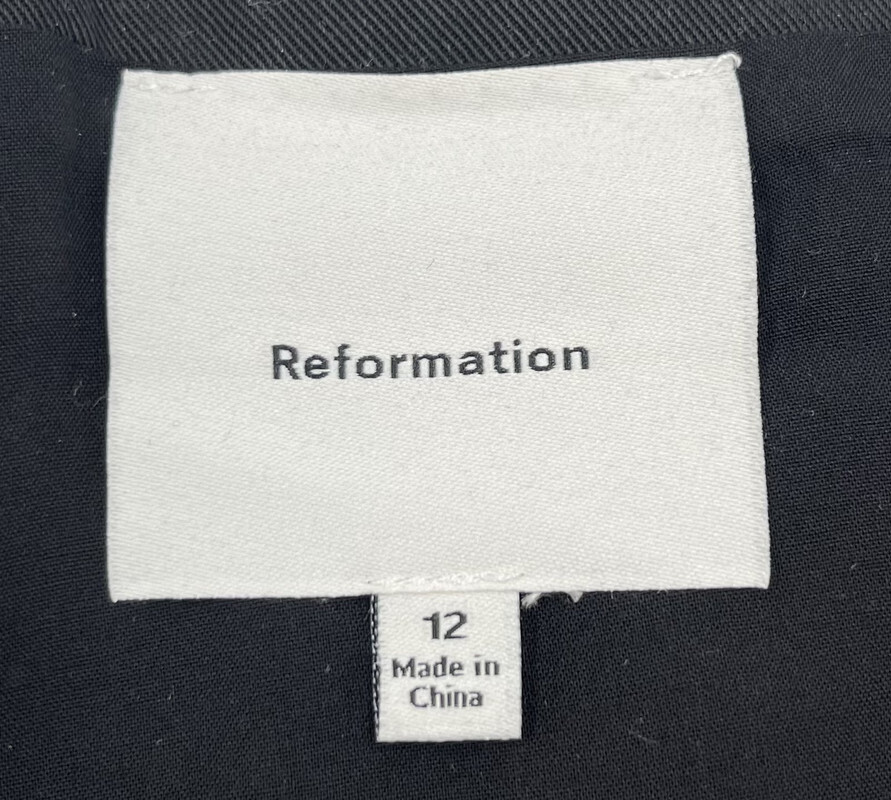 Reformation
12
Made in
China